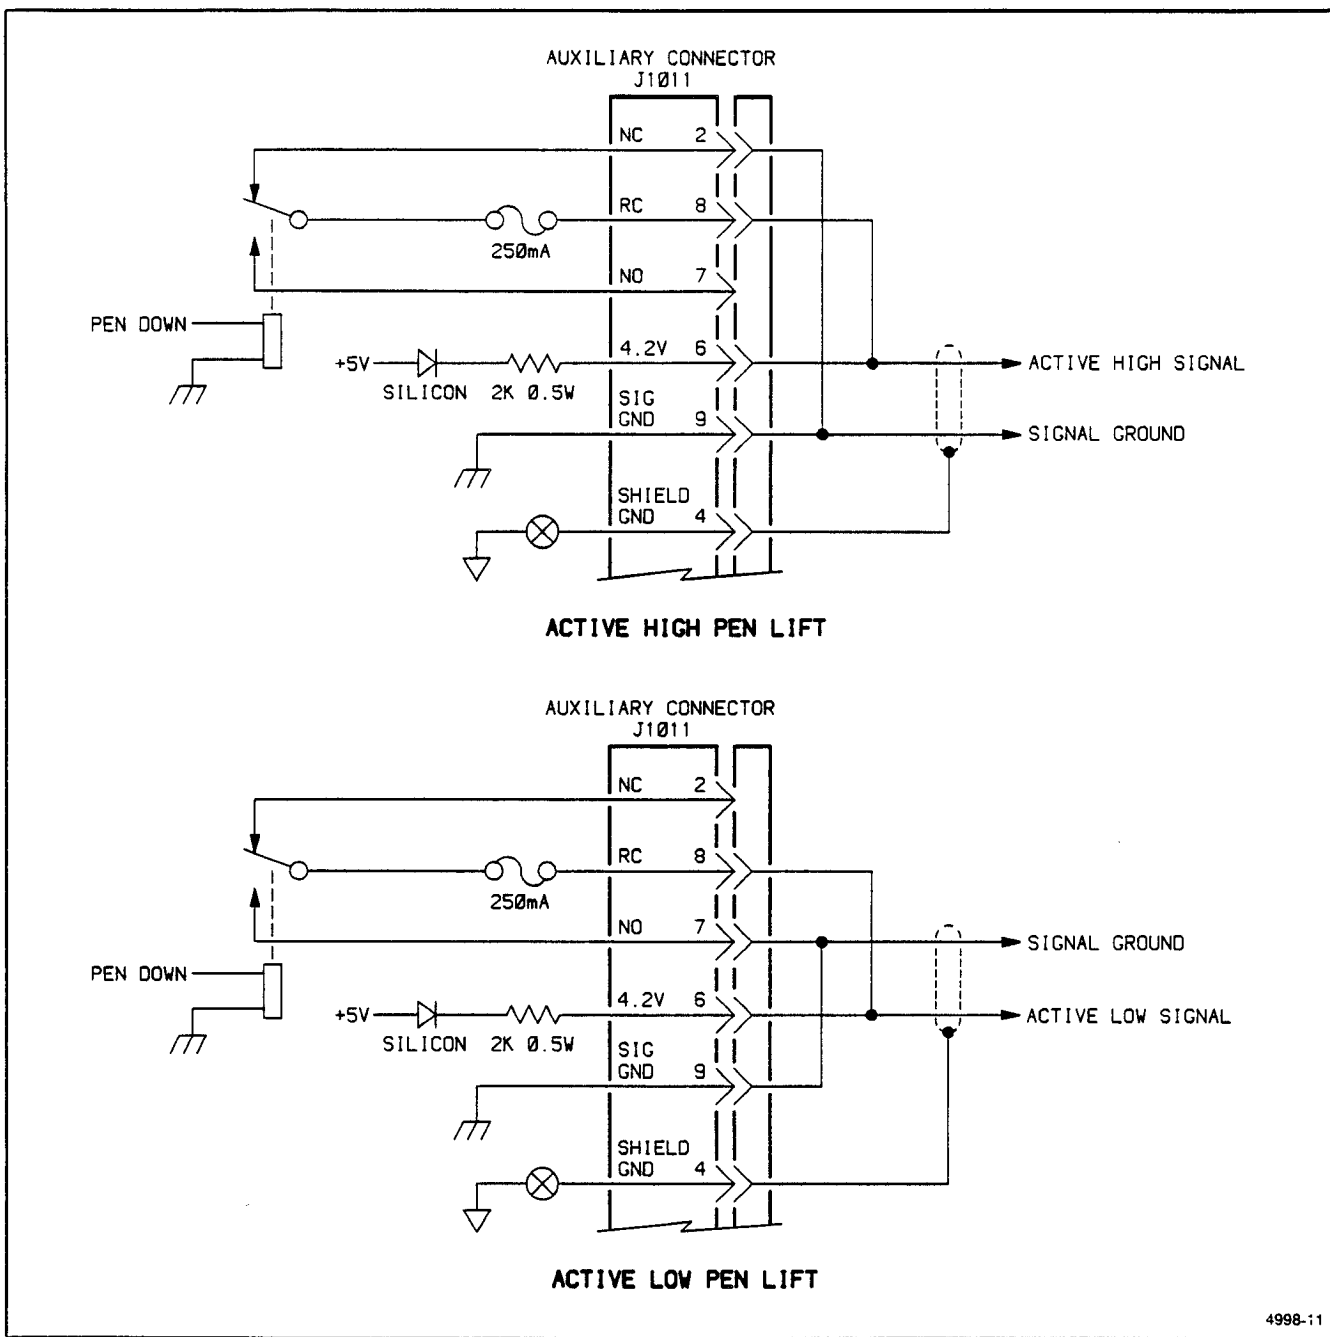 AUXILIARY CONNECTOR
J1Ø11
NC 2
RC 8
250mA
NO 7
PEN DOWN
+5V
4.2V 6
ACTIVE HIGH SIGNAL
SILICON 2K 0.5W
SIG
GND 9
SIGNAL GROUND
SHIELD
GND 4
ACTIVE HIGH PEN LIFT
AUXILIARY CONNECTOR
J1Ø11
NC 2
RC 8
250mA
NO 7
SIGNAL GROUND
PEN DOWN
+5V
4.2V 6
ACTIVE LOW SIGNAL
SILICON 2K 0.5W
SIG
GND 9
SHIELD
GND 4
ACTIVE LOW PEN LIFT
4998-11